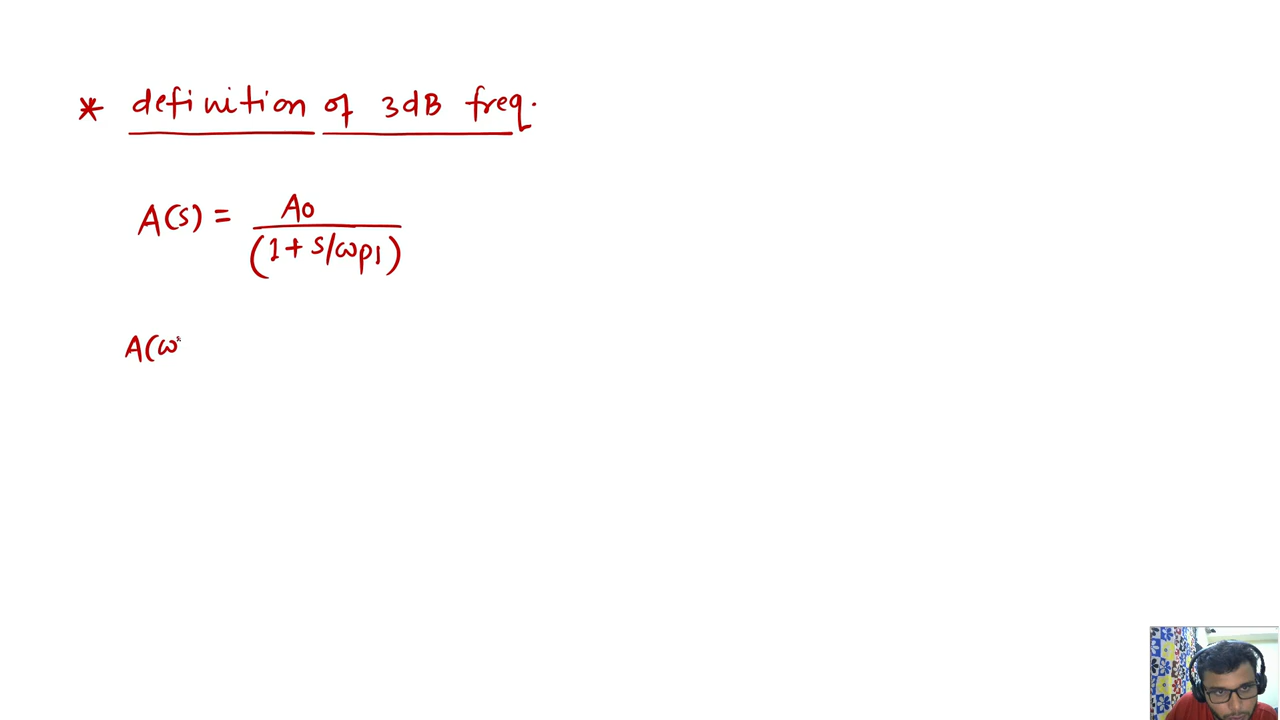 * definition of 3dB freq.
A(s) = A0
(1 + s/ωp1)
A(ω